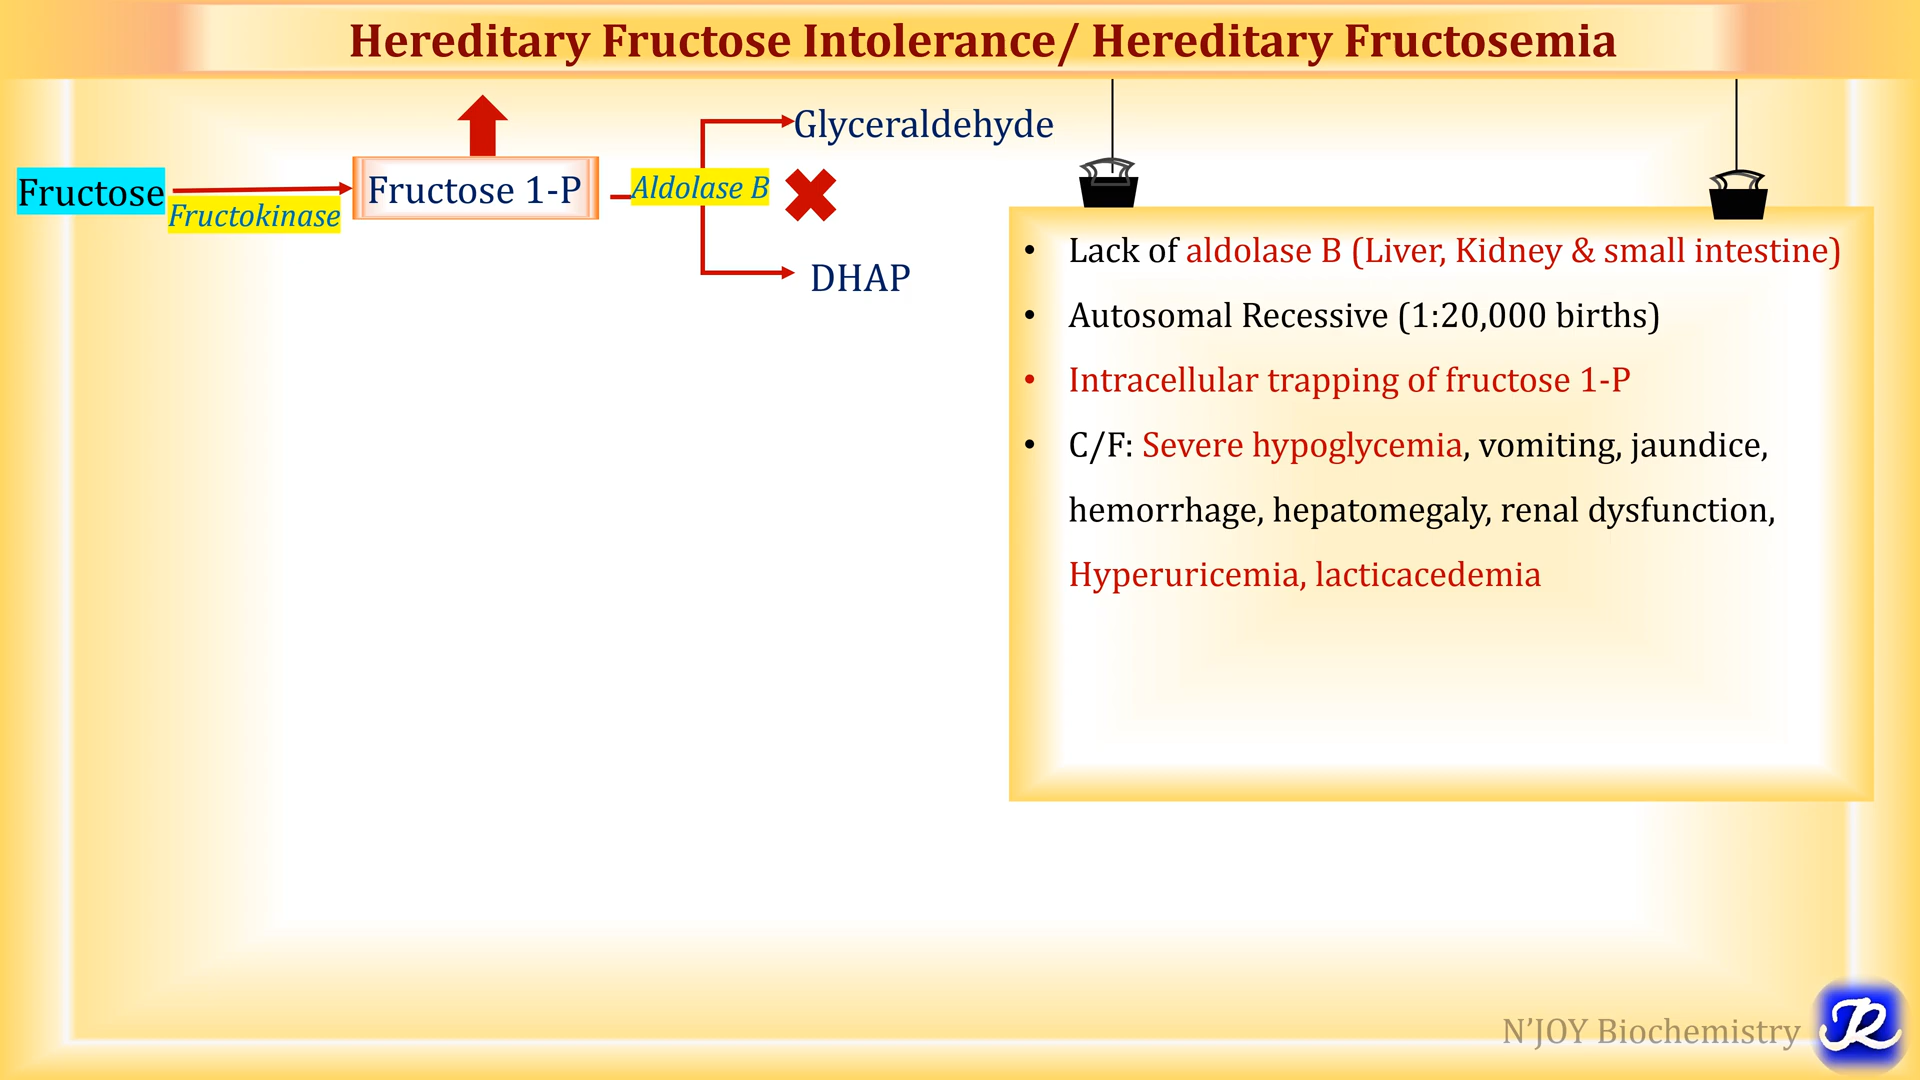 Hereditary Fructose Intolerance/ Hereditary Fructosemia
Glyceraldehyde
Fructose
Fructokinase
Fructose 1-P
Aldolase B
DHAP
• Lack of aldolase B (Liver, Kidney & small intestine)
• Autosomal Recessive (1:20,000 births)
• Intracellular trapping of fructose 1-P
• C/F: Severe hypoglycemia, vomiting, jaundice,
hemorrhage, hepatomegaly, renal dysfunction,
Hyperuricemia, lacticacedemia
N’JOY Biochemistry
JR